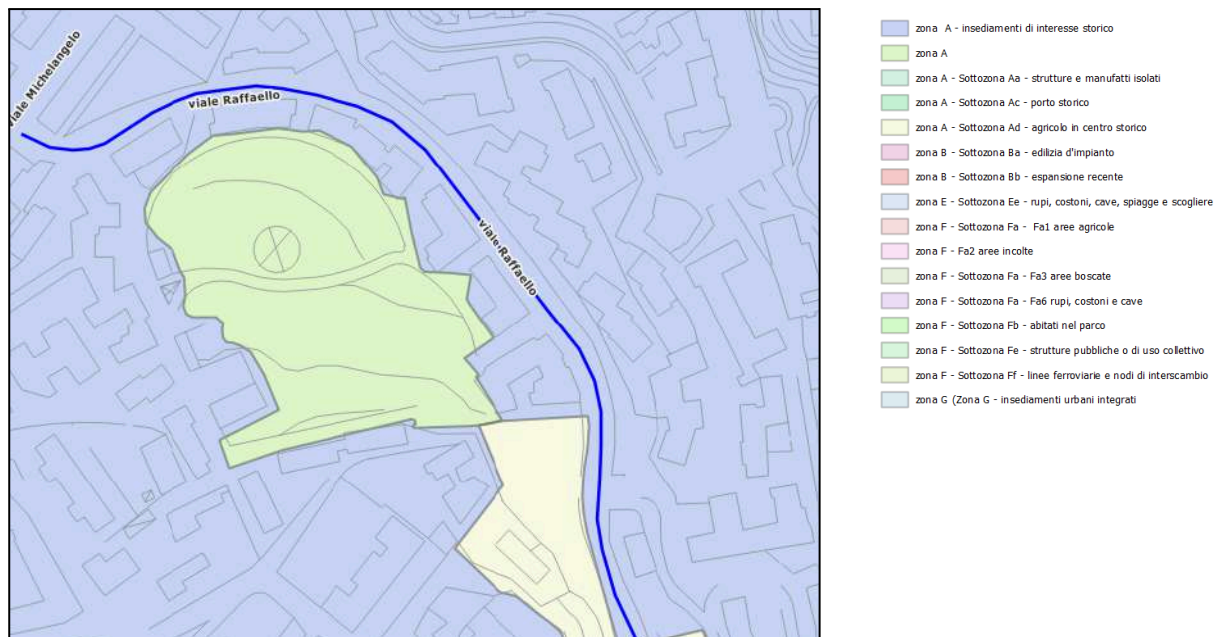 viale Michelangelo
viale Raffaello
viale Raffaello
zona A - insediamenti di interesse storico
zona A
zona A - Sottozona Aa - strutture e manufatti isolati
zona A - Sottozona Ac - porto storico
zona A - Sottozona Ad - agricolo in centro storico
zona B - Sottozona Ba - edilizia d'impianto
zona B - Sottozona Bb - espansione recente
zona E - Sottozona Ee - rupi, costoni, cave, spiagge e scogliere
zona F - Sottozona Fa - Fa1 aree agricole
zona F - Fa2 aree incolte
zona F - Sottozona Fa - Fa3 aree boscate
zona F - Sottozona Fa - Fa6 rupi, costoni e cave
zona F - Sottozona Fb - abitati nel parco
zona F - Sottozona Fe - strutture pubbliche o di uso collettivo
zona F - Sottozona Ff - linee ferroviarie e nodi di interscambio
zona G (Zona G - insediamenti urbani integrati